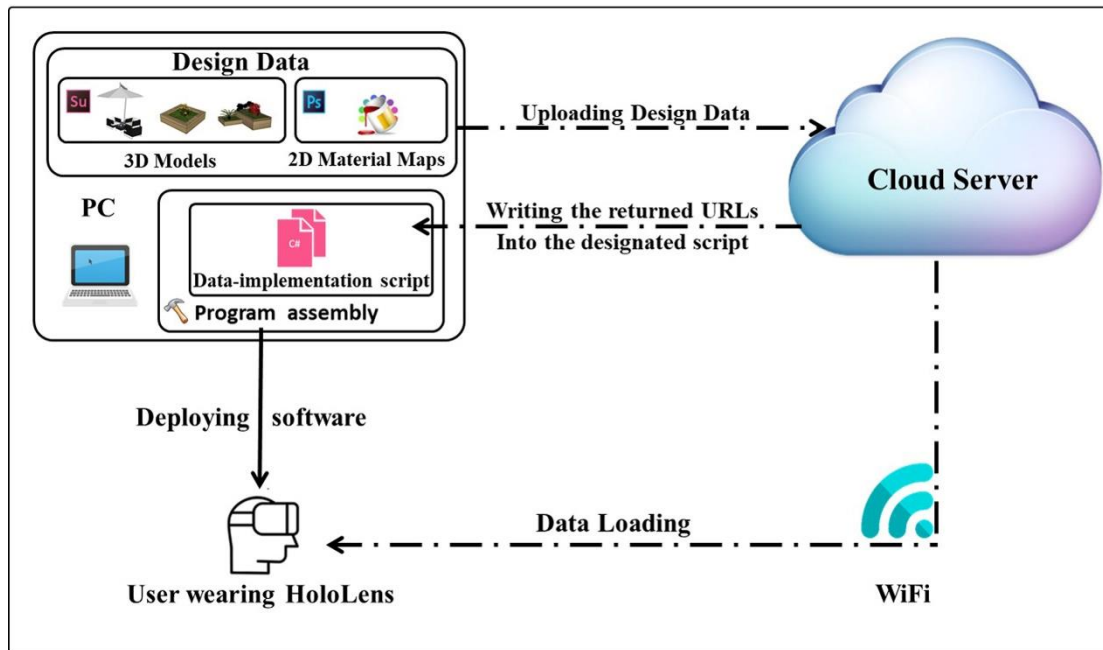 Design Data
Su
Ps
3D Models
2D Material Maps
Uploading Design Data
Cloud Server
PC
Writing the returned URLs
Into the designated script
C#
Data-implementation script
Program assembly
Deploying software
Data Loading
User wearing HoloLens
WiFi